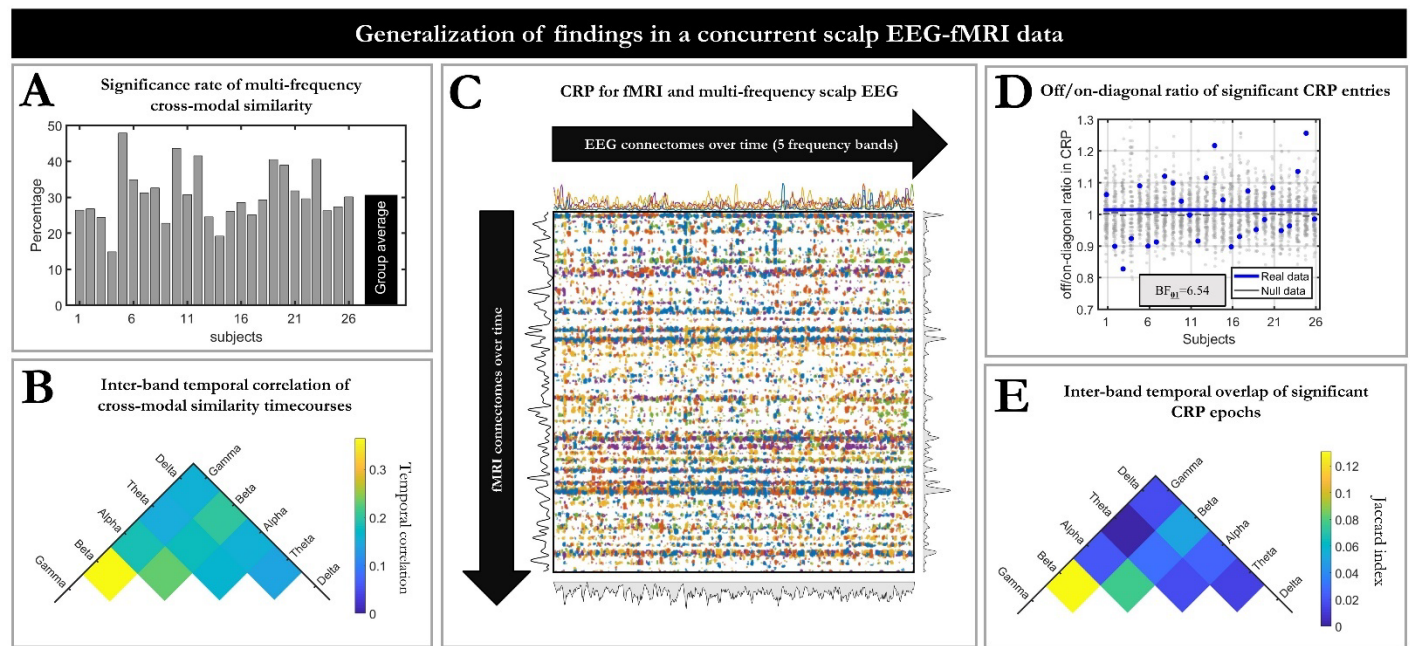 Generalization of findings in a concurrent scalp EEG-fMRI data
A
Significance rate of multi-frequency
cross-modal similarity
Percentage
50
40
30
20
10
0
Group average
1 6 11 16 21 26
subjects
B
Inter-band temporal correlation of
cross-modal similarity timecourses
Delta
Theta
Alpha
Beta
Gamma
Gamma
Beta
Alpha
Theta
Delta
0.3
0.2
0.1
0
Temporal correlation
C
CRP for fMRI and multi-frequency scalp EEG
EEG connectomes over time (5 frequency bands)
fMRI connectomes over time
D
Off/on-diagonal ratio of significant CRP entries
off/on-diagonal ratio in CRP
1.3
1.2
1.1
1
0.9
0.8
0.7
BF01=6.54
Real data
Null data
1 6 11 16 21 26
Subjects
E
Inter-band temporal overlap of significant
CRP epochs
Delta
Theta
Alpha
Beta
Gamma
Gamma
Beta
Alpha
Theta
Delta
0.12
0.1
0.08
0.06
0.04
0.02
0
Jaccard index